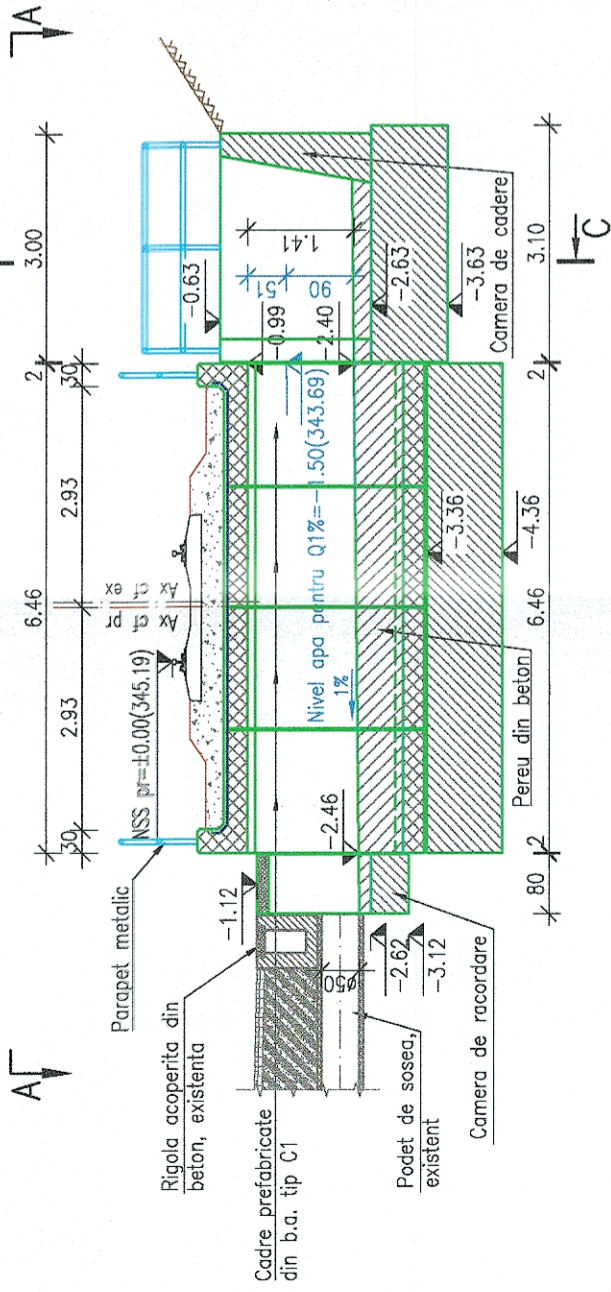 A
A
3.00
2
6.46
30
2.93
2.93
30
Parapet metalic
NSS pr=±0.00(345.19)
Ax cf. pr
Ax cf. ex
-0.63
51
90
1.41
-0.99
-2.40
-2.63
-3.63
Camera de cadere
Nivel apa pentru Q1%=-1.50(343.69)
1%
-1.12
Rigola acoperita din
beton, existenta
-2.46
ø50
Cadre prefabricate
din b.a. tip C1
-2.62
-3.12
-3.36
-4.36
Podet de sosea,
existent
Pereu din beton
Camera de racordare
80
2
6.46
2
3.10
C